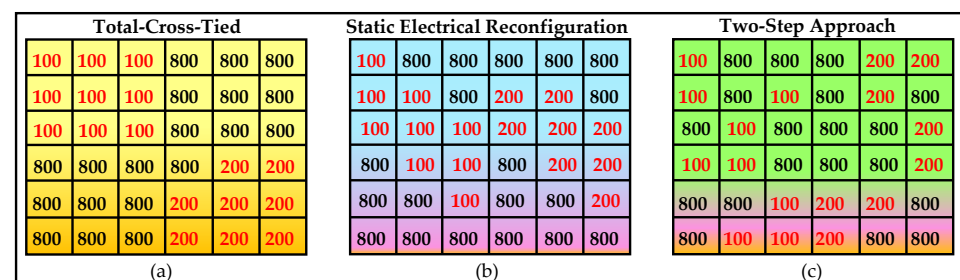 Total-Cross-Tied Static Electrical Reconfiguration Two-Step Approach
100 100 100 800 800 800 100 800 800 800 800 800 100 800 800 800 200 200
100 100 100 800 800 800 100 100 800 200 200 800 100 800 100 800 200 800
100 100 100 800 800 800 100 100 100 200 200 200 800 100 800 800 800 200
800 800 800 800 200 200 800 100 100 800 200 200 100 100 800 800 800 200
800 800 800 200 200 200 800 800 100 800 800 200 800 800 100 200 200 800
800 800 800 200 200 200 800 800 800 800 800 800 800 100 100 200 800 800
(a) (b) (c)